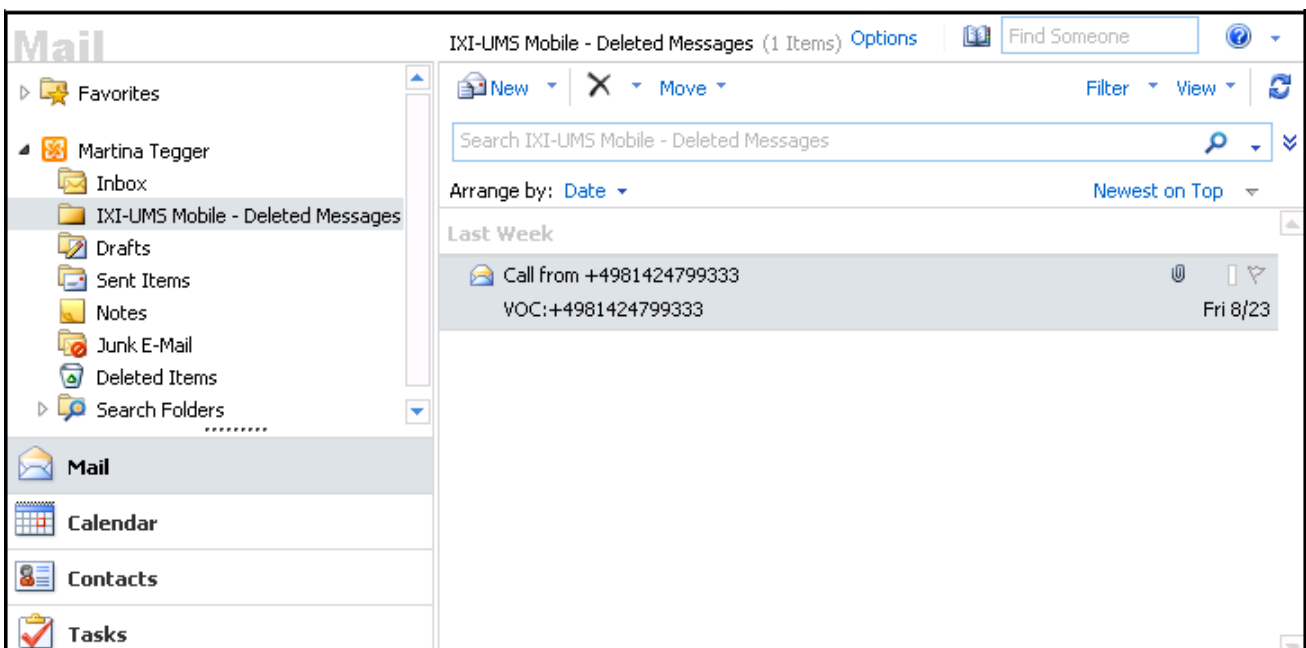 Mail
IXI-UMS Mobile - Deleted Messages (1 Items) Options
Find Someone
Favorites
Martina Tegger
Inbox
IXI-UMS Mobile - Deleted Messages
Drafts
Sent Items
Notes
Junk E-Mail
Deleted Items
Search Folders
Mail
Calendar
Contacts
Tasks
New
Move
Filter
View
Search IXI-UMS Mobile - Deleted Messages
Arrange by: Date
Newest on Top
Last Week
Call from +4981424799333
VOC:+4981424799333
Fri 8/23